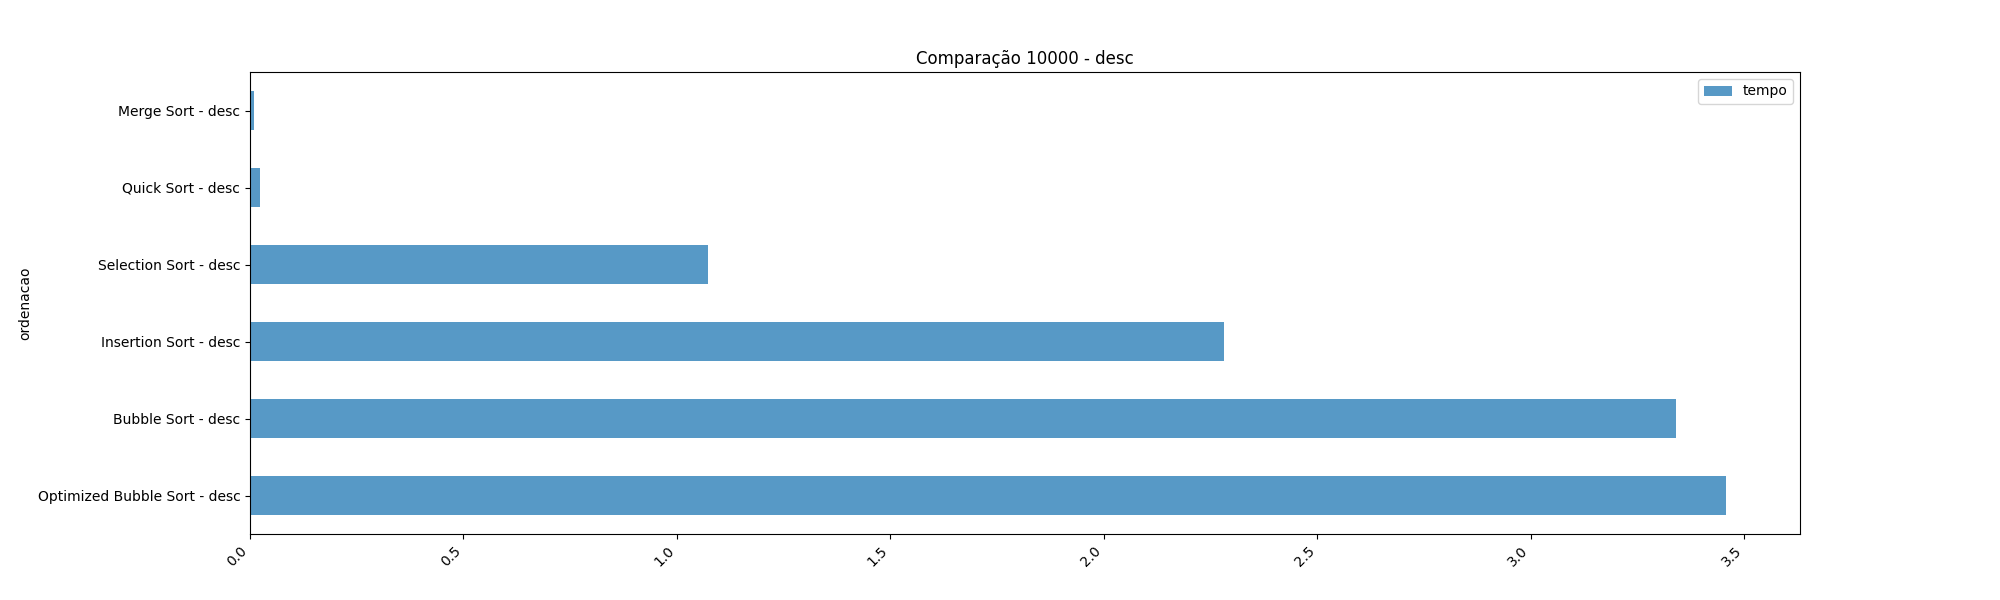 Comparação 10000 - desc
tempo
ordenacao
Merge Sort - desc
Quick Sort - desc
Selection Sort - desc
Insertion Sort - desc
Bubble Sort - desc
Optimized Bubble Sort - desc
0.0
0.5
1.0
1.5
2.0
2.5
3.0
3.5